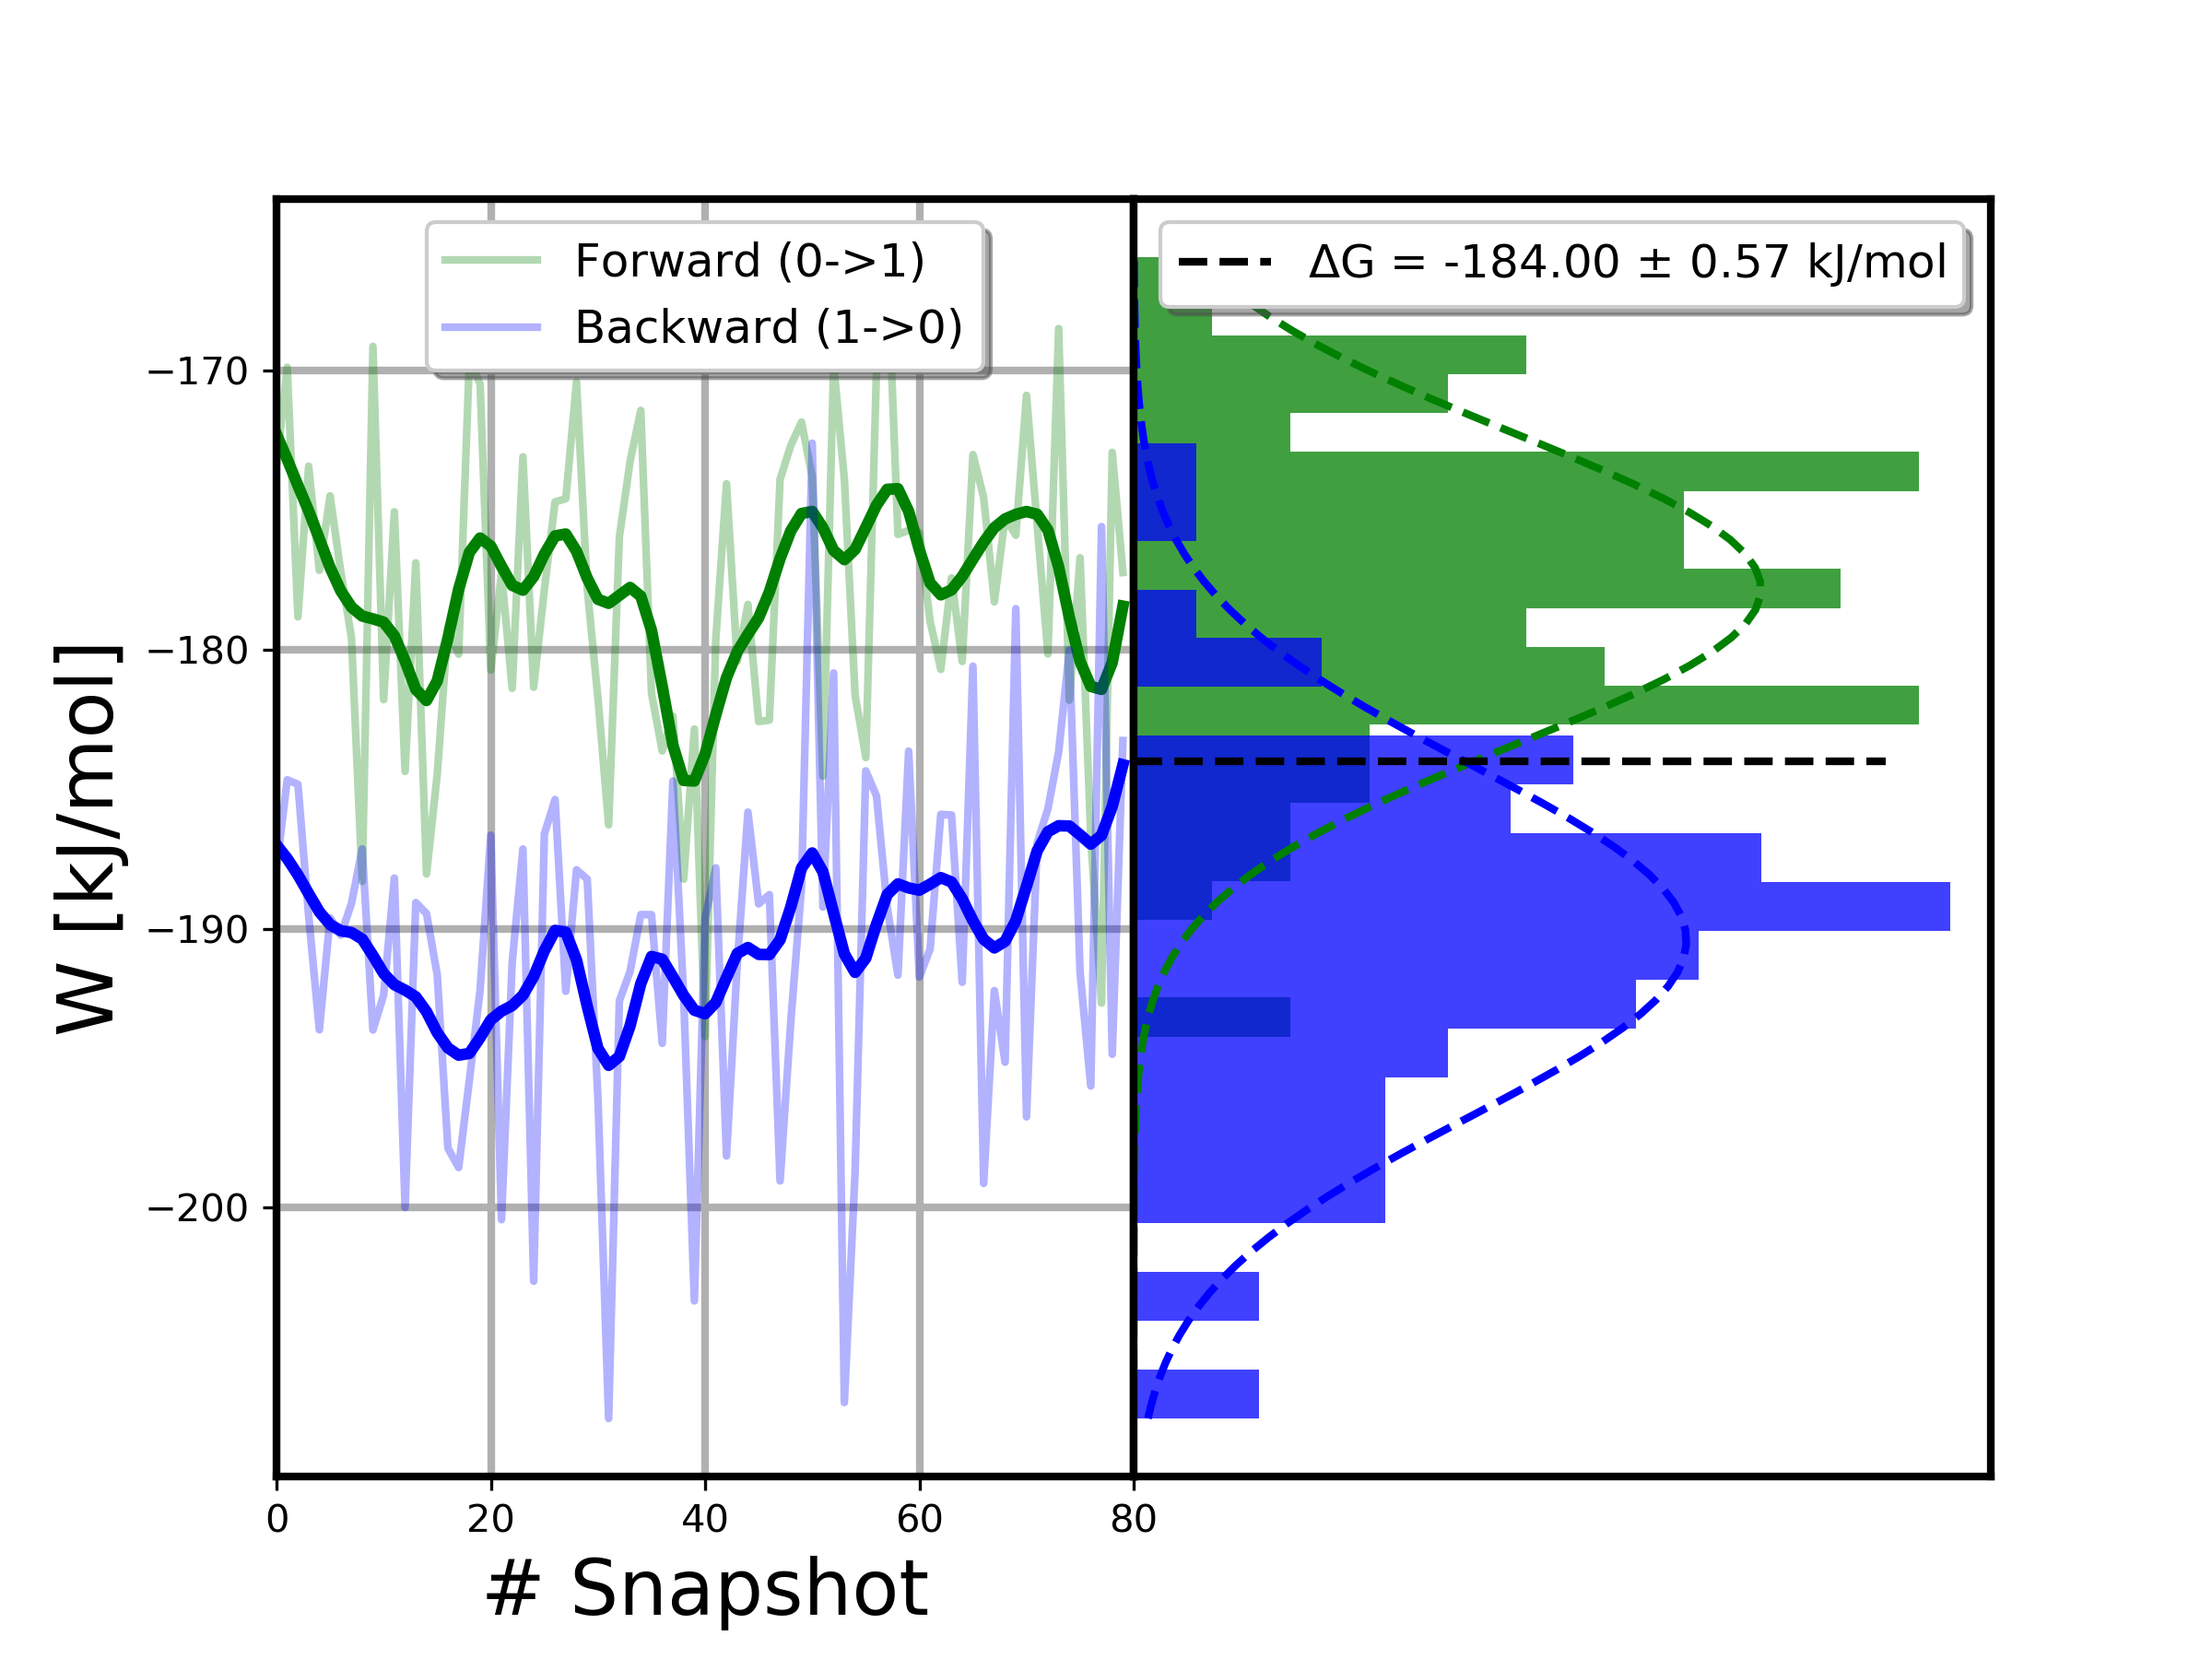 Forward (0->1)
Backward (1->0)
ΔG = -184.00 ± 0.57 kJ/mol
W [kJ/mol]
−170
−180
−190
−200
0 20 40 60 80
# Snapshot